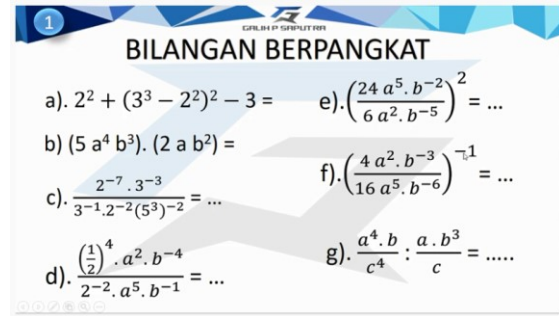 1
GALIH P SAPUTRA
BILANGAN BERPANGKAT
a). 2² + (3³ – 2²)² – 3 =
b) (5 a⁴ b³). (2 a b²) =
c). (2⁻⁷ . 3⁻³)/(3⁻¹.2⁻²(5³)⁻²) = ...
d). ((1/2)⁴ . a² . b⁻⁴)/(2⁻² . a⁵. b⁻¹) = ...
e).((24 a⁵. b⁻²)/(6 a². b⁻⁵))² = ...
f).((4 a². b⁻³)/(16 a⁵. b⁻⁶))⁻¹ = ...
g). (a⁴. b)/(c⁴) : (a . b³)/(c) = .....